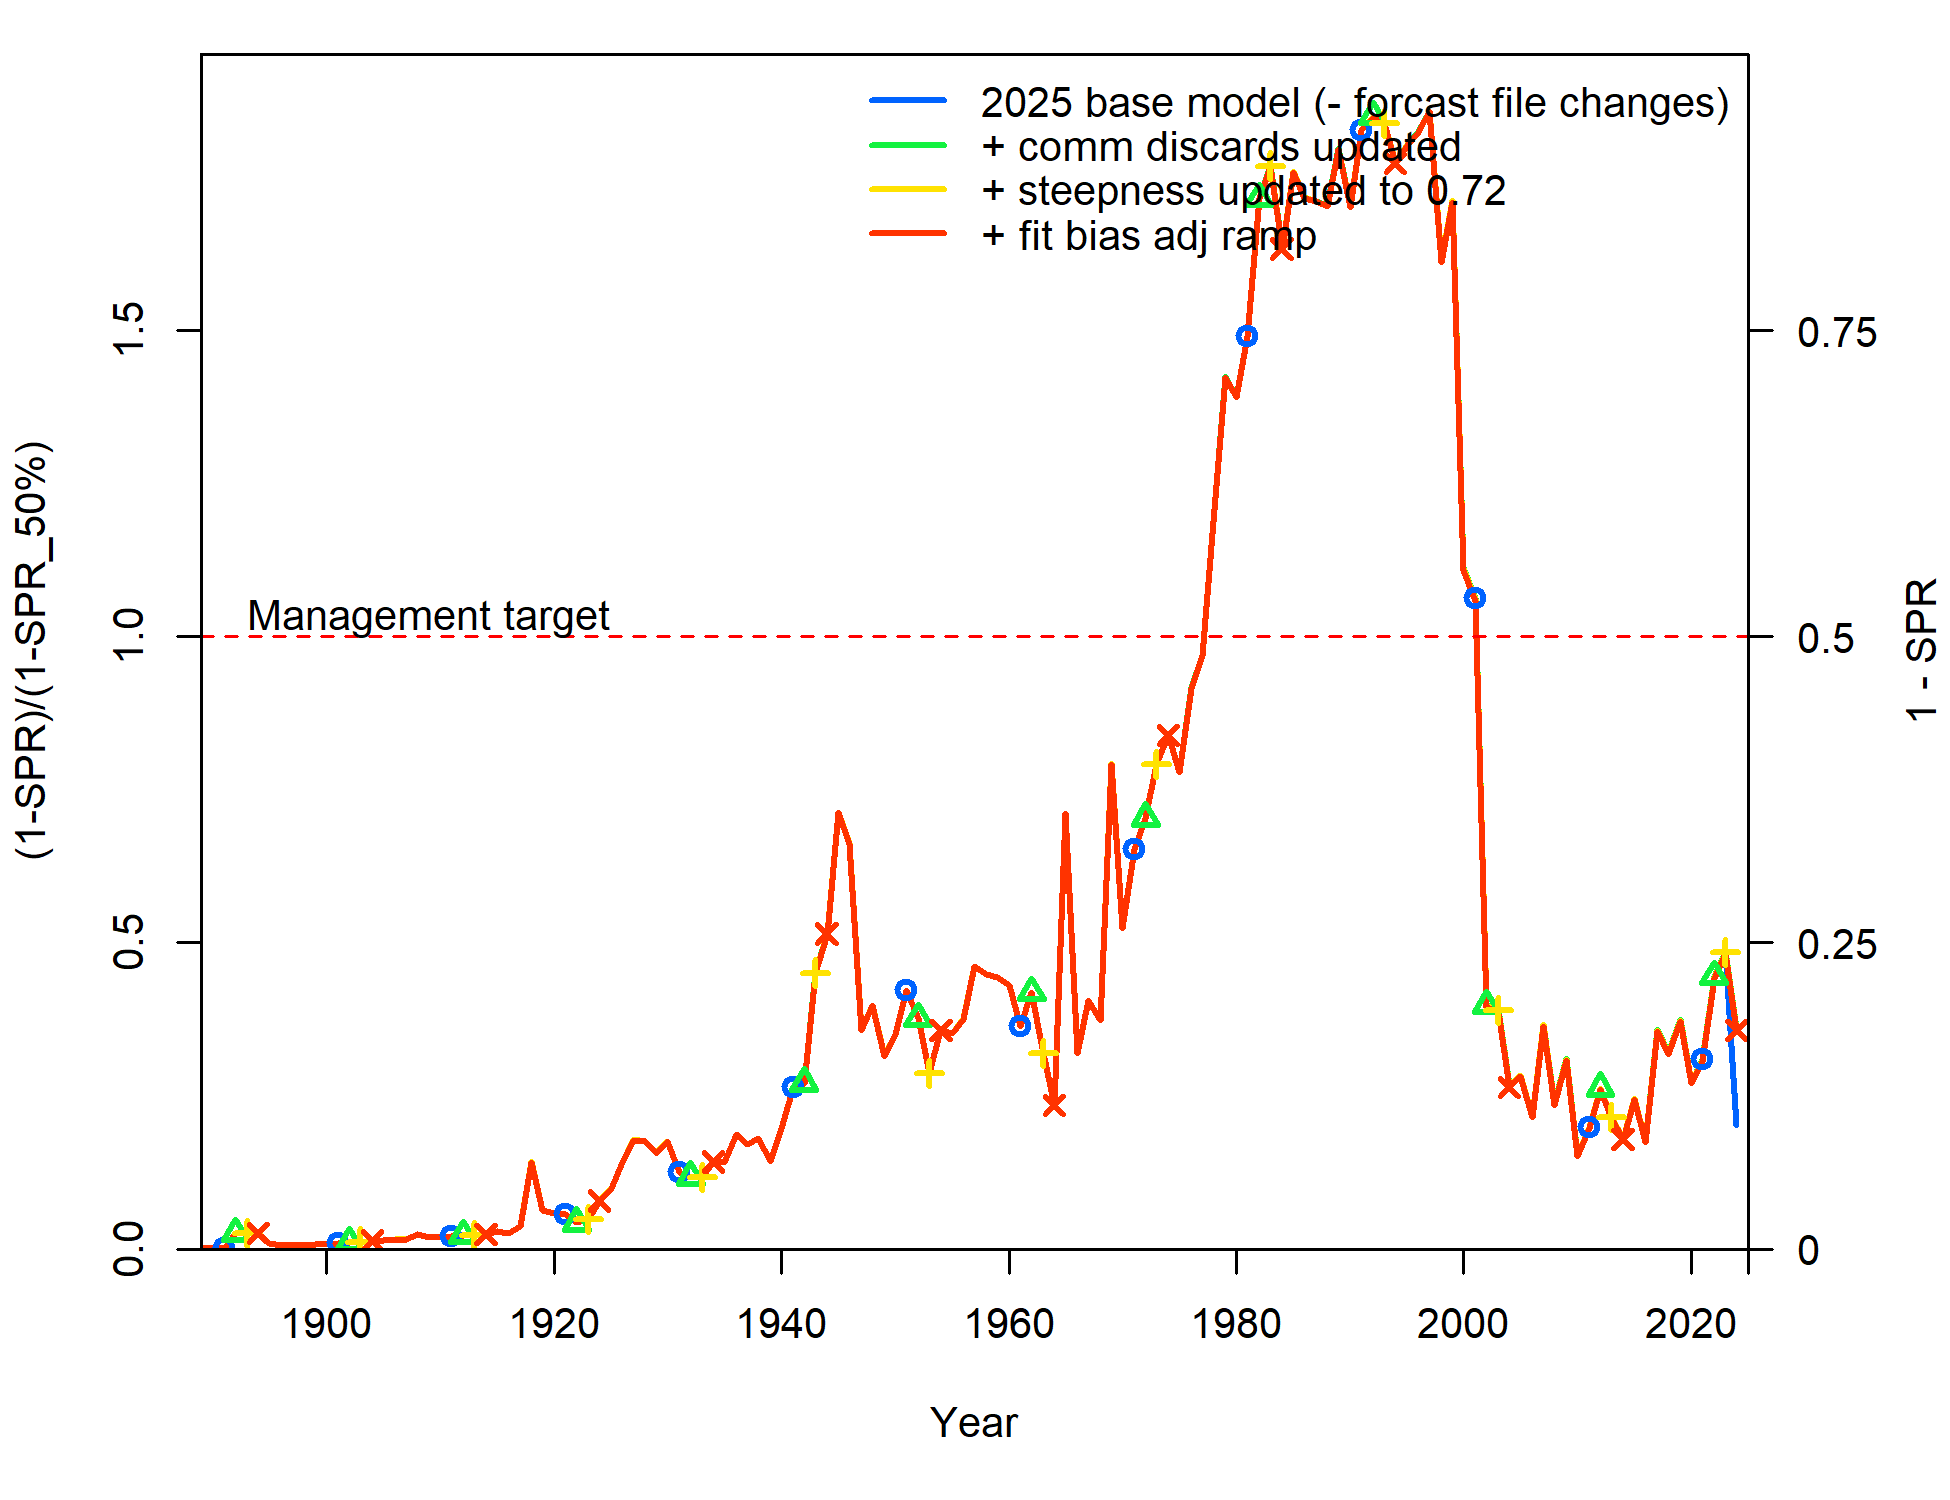 2025 base model (- forcast file changes)
+ comm discards updated
+ steepness updated to 0.72
+ fit bias adj ramp
Management target
(1-SPR)/(1-SPR_50%)
0.0
0.5
1.0
1.5
1 - SPR
0.75
0.5
0.25
0
1900
1920
1940
1960
1980
2000
2020
Year